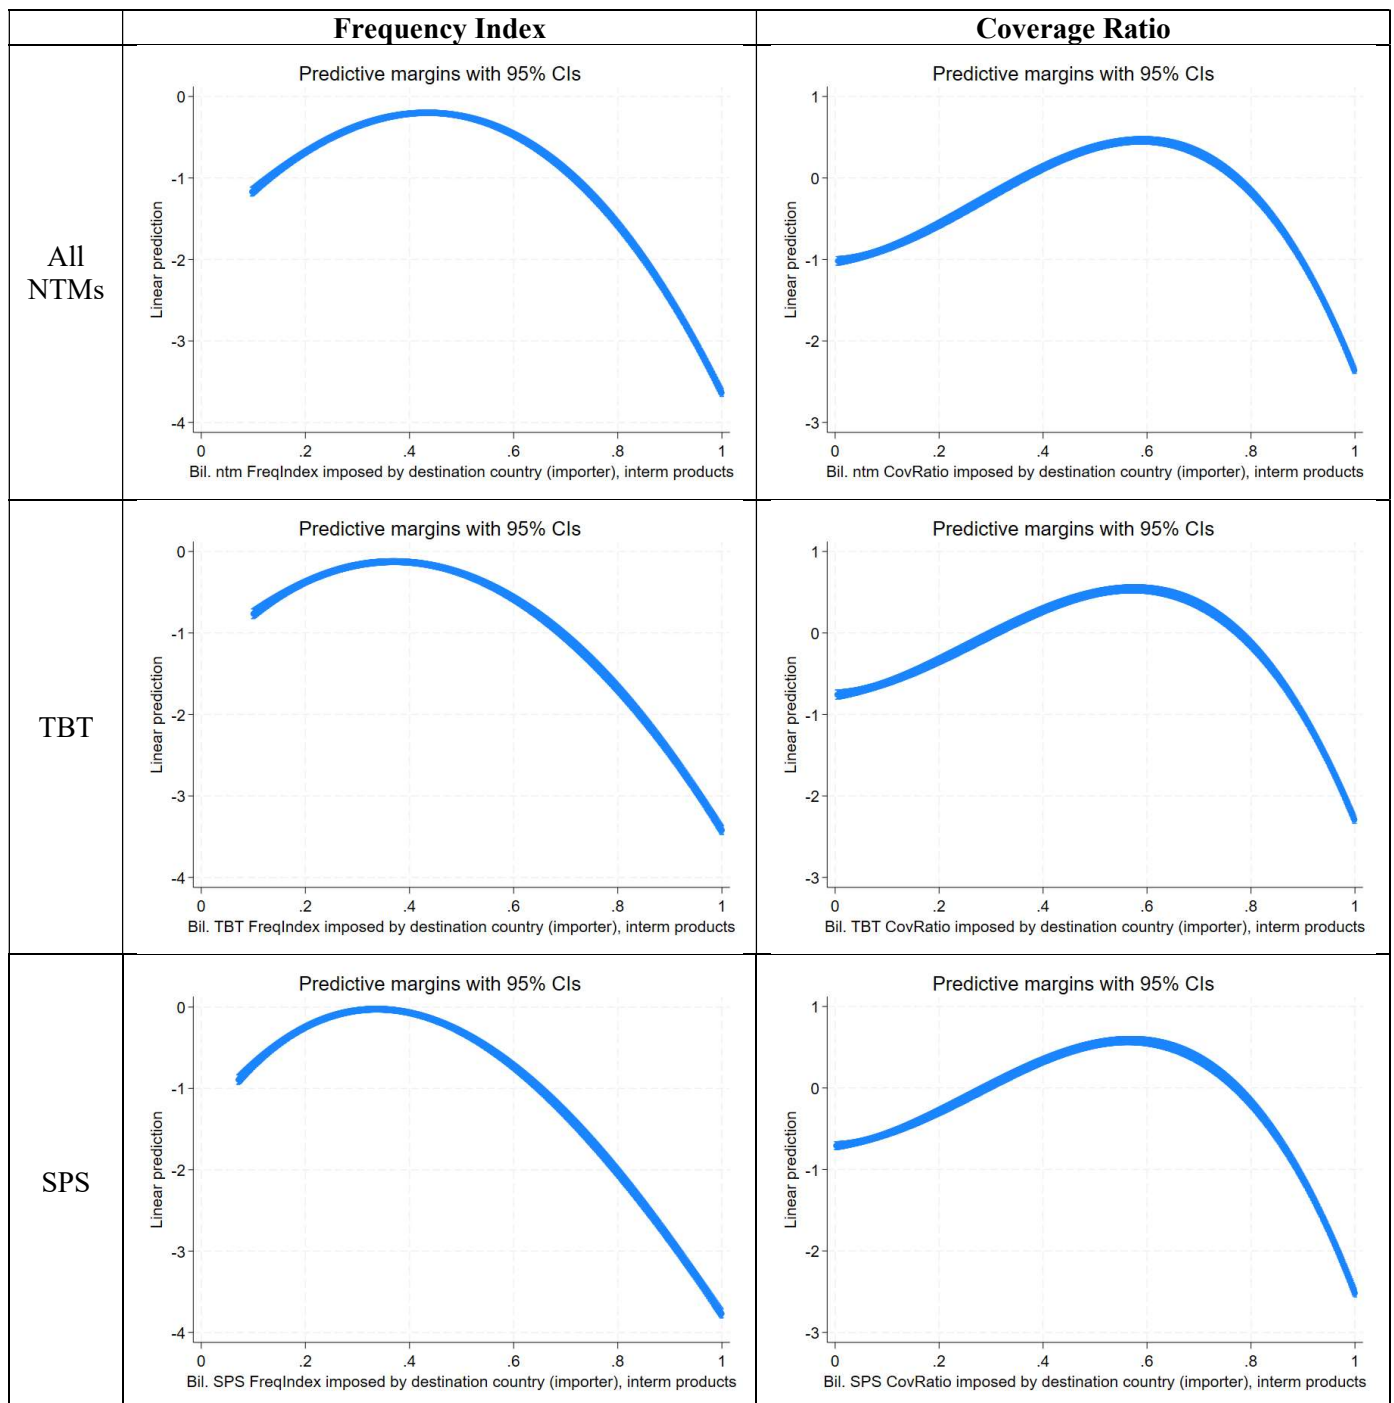 Frequency Index
Coverage Ratio
All
NTMs
Predictive margins with 95% CIs
0
-1
-2
-3
-4
Linear prediction
0 .2 .4 .6 .8 1
Bil. ntm FreqIndex imposed by destination country (importer), interm products
Predictive margins with 95% CIs
1
0
-1
-2
-3
Linear prediction
0 .2 .4 .6 .8 1
Bil. ntm CovRatio imposed by destination country (importer), interm products
TBT
Predictive margins with 95% CIs
0
-1
-2
-3
-4
Linear prediction
0 .2 .4 .6 .8 1
Bil. TBT FreqIndex imposed by destination country (importer), interm products
Predictive margins with 95% CIs
1
0
-1
-2
-3
Linear prediction
0 .2 .4 .6 .8 1
Bil. TBT CovRatio imposed by destination country (importer), interm products
SPS
Predictive margins with 95% CIs
0
-1
-2
-3
-4
Linear prediction
0 .2 .4 .6 .8 1
Bil. SPS FreqIndex imposed by destination country (importer), interm products
Predictive margins with 95% CIs
1
0
-1
-2
-3
Linear prediction
0 .2 .4 .6 .8 1
Bil. SPS CovRatio imposed by destination country (importer), interm products